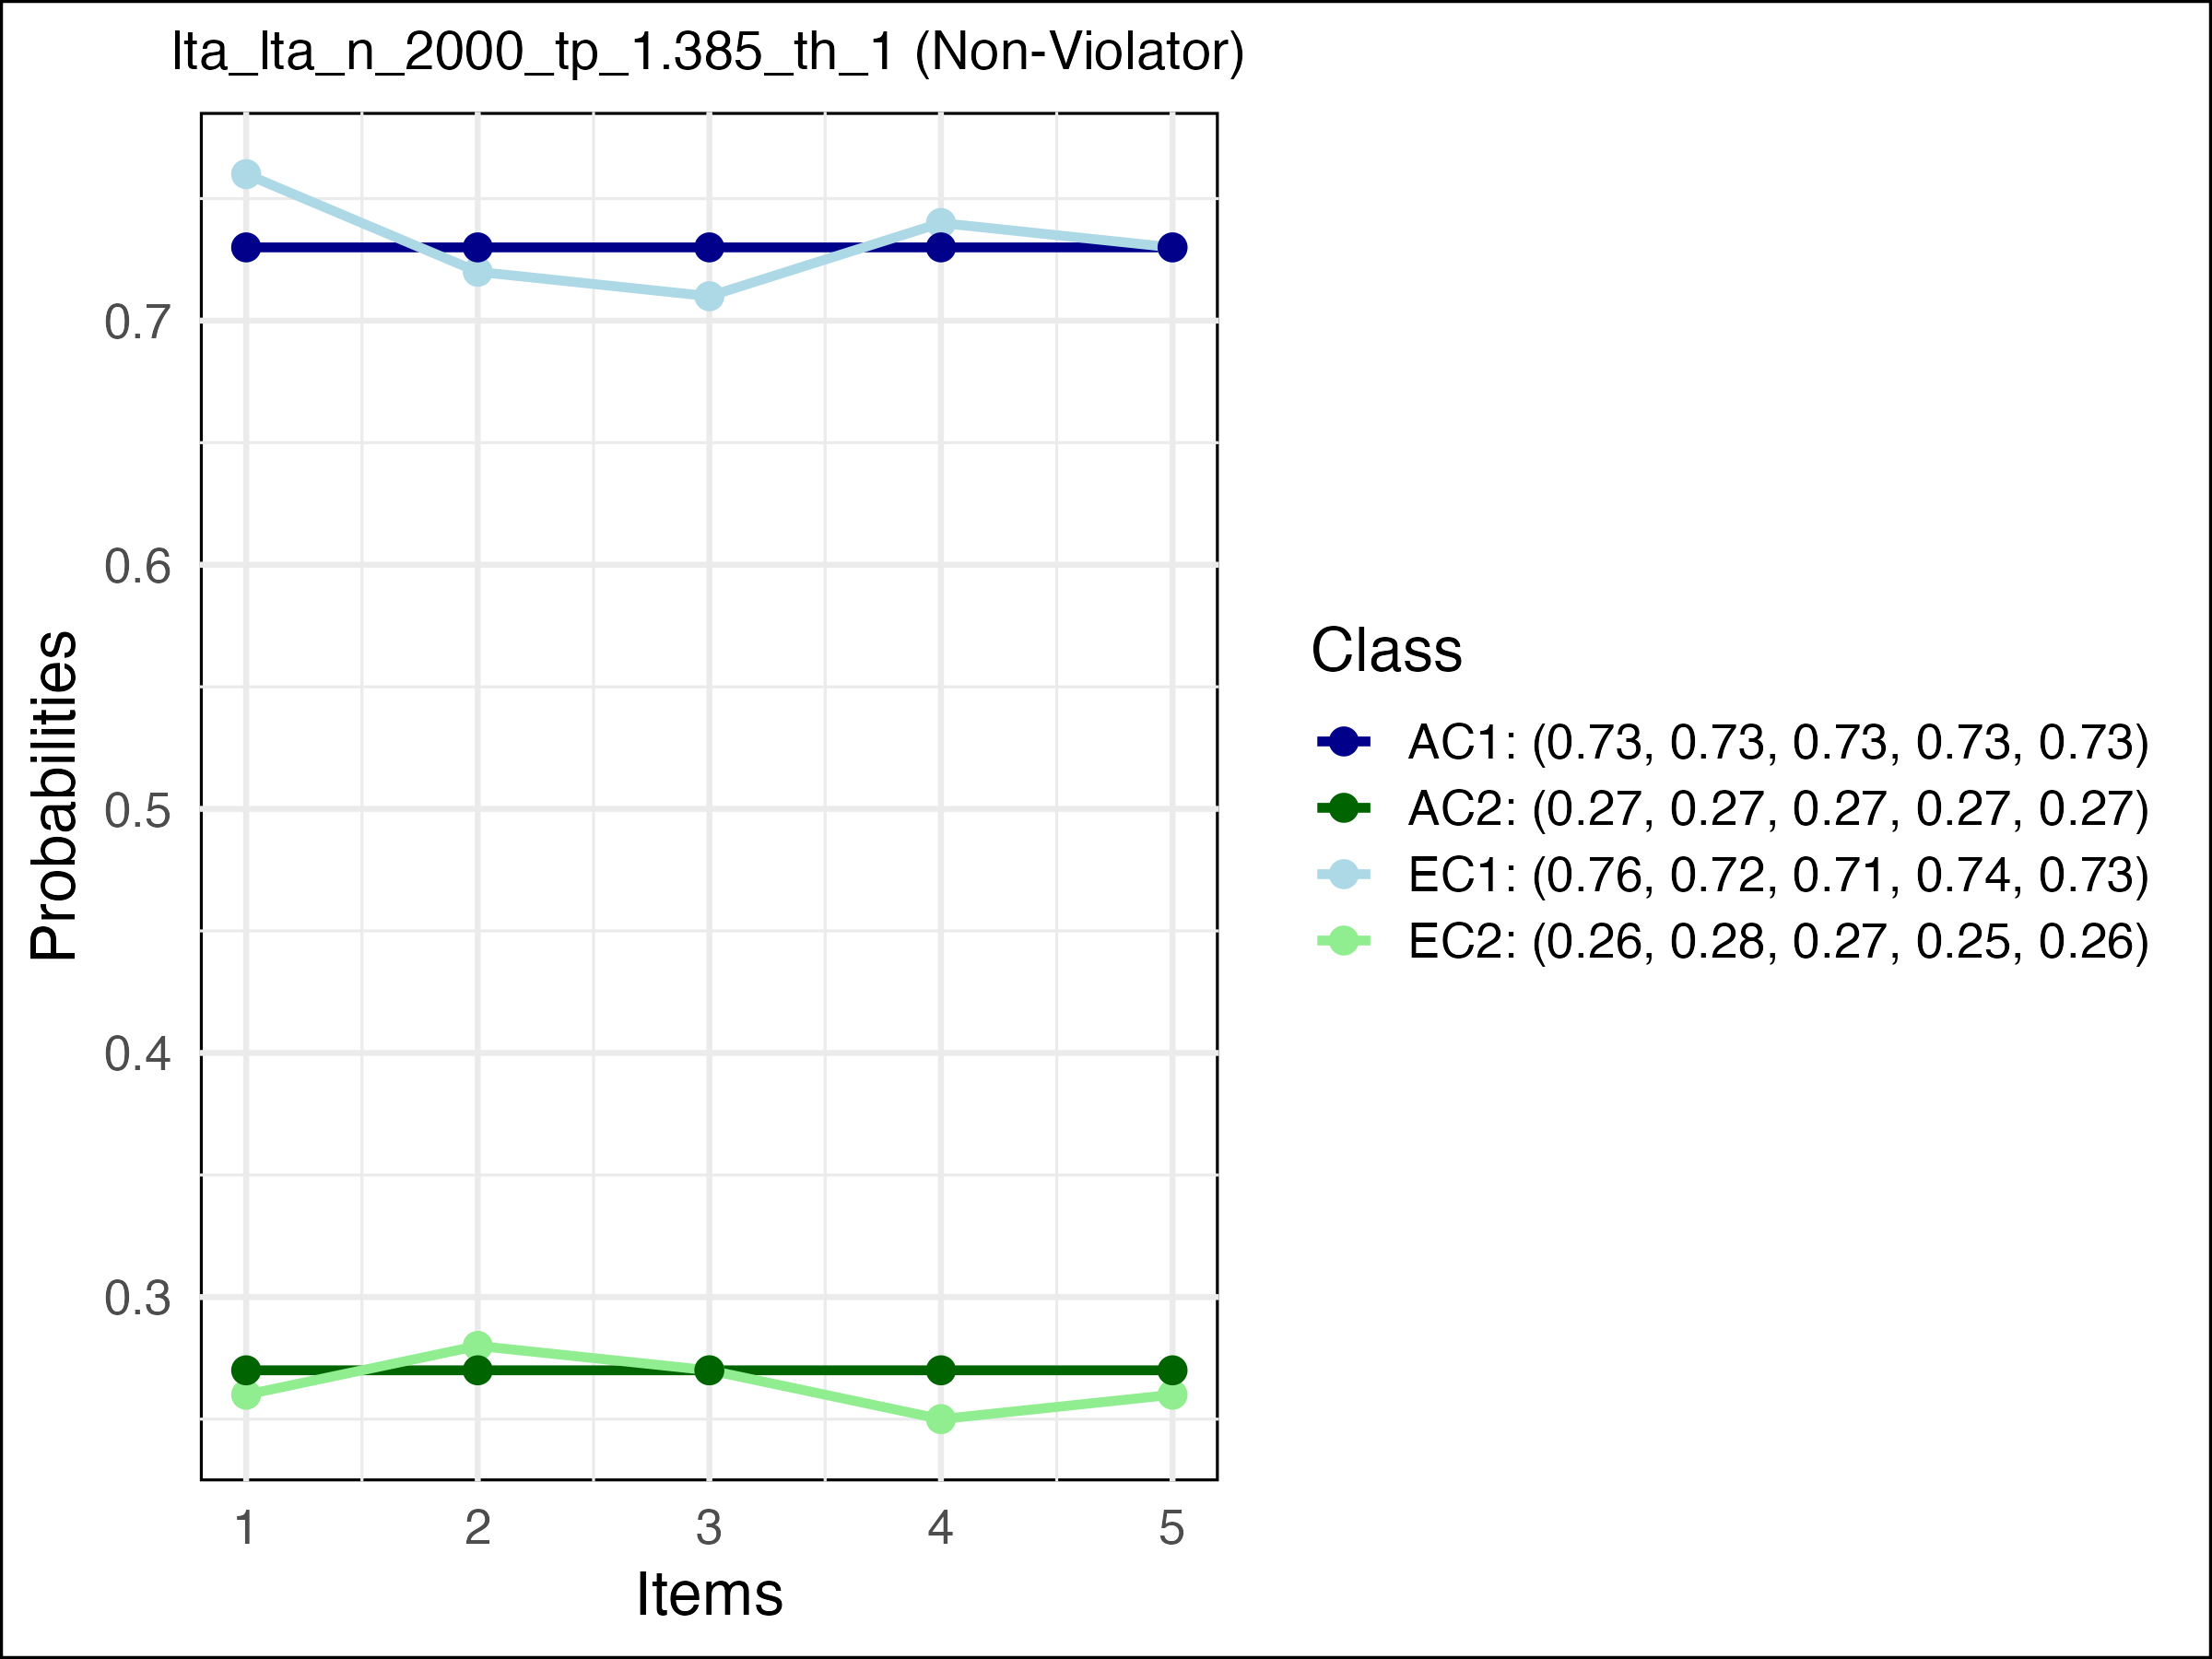 lta_lta_n_2000_tp_1.385_th_1 (Non-Violator)
Probabilities
0.7
0.6
0.5
0.4
0.3
1 2 3 4 5
Items
Class
AC1: (0.73, 0.73, 0.73, 0.73, 0.73)
AC2: (0.27, 0.27, 0.27, 0.27, 0.27)
EC1: (0.76, 0.72, 0.71, 0.74, 0.73)
EC2: (0.26, 0.28, 0.27, 0.25, 0.26)